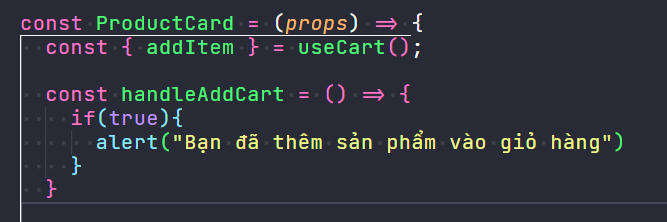 const ProductCard = (props) => {
const { addItem } = useCart();
const handleAddCart = () => {
if(true){
alert("Bạn đã thêm sản phẩm vào giỏ hàng")
}
}